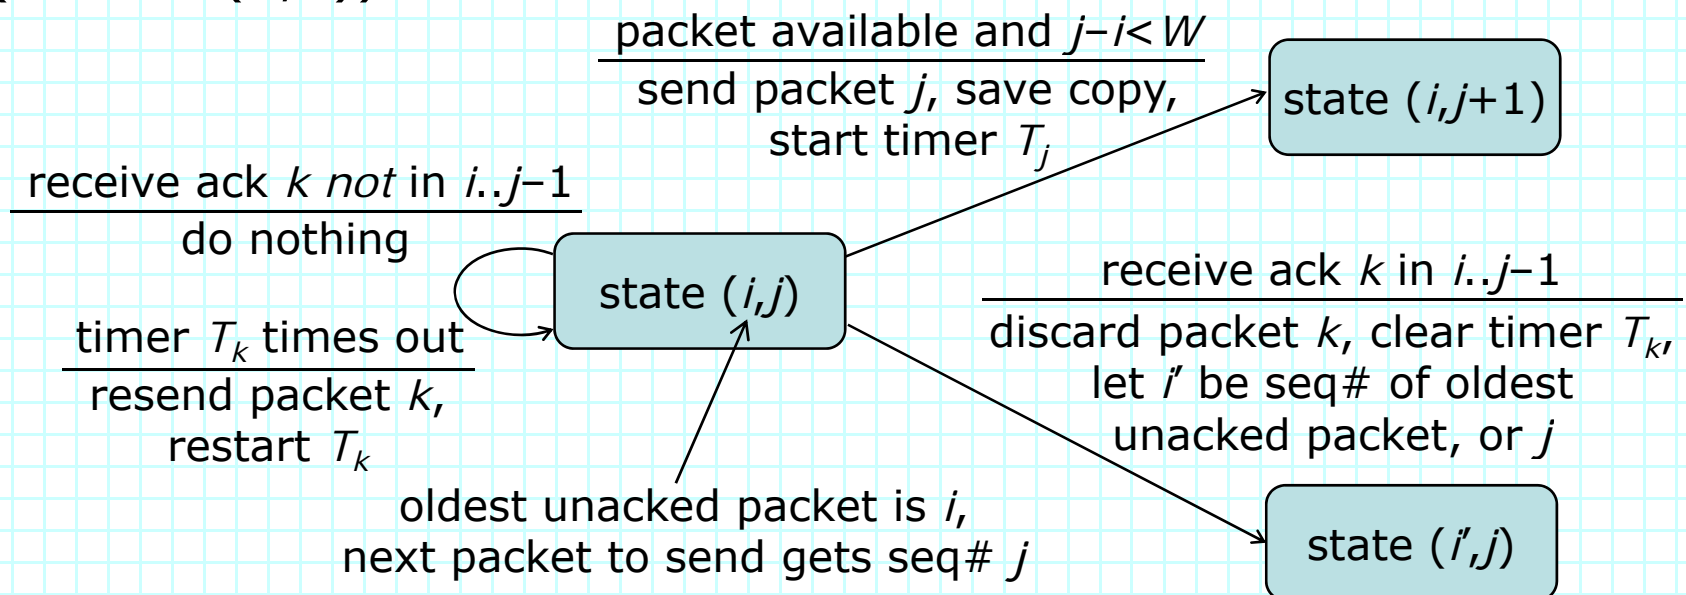 packet available and j–i<W
send packet j, save copy,
start timer Tj
state (i,j+1)
receive ack k not in i..j–1
do nothing
state (i,j)
timer Tk times out
resend packet k,
restart Tk
receive ack k in i..j–1
discard packet k, clear timer Tk,
let i′ be seq# of oldest
unacked packet, or j
oldest unacked packet is i,
next packet to send gets seq# j
state (i′,j)